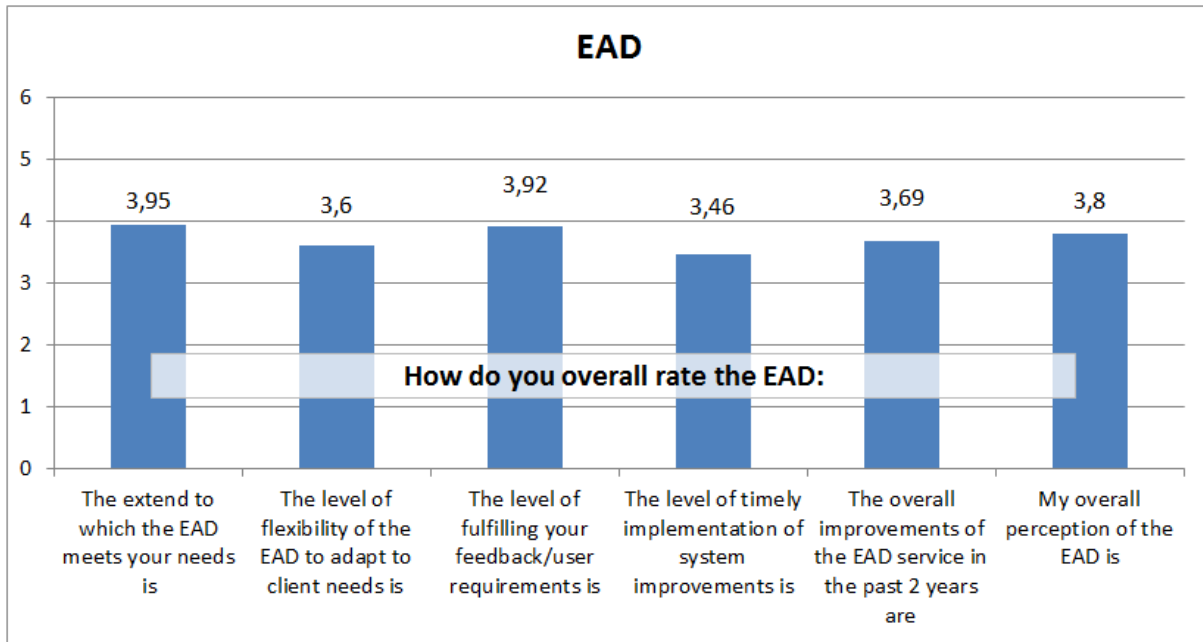 EAD
6
5
4
3
2
1
0
3,95
3,6
3,92
3,46
3,69
3,8
How do you overall rate the EAD:
The extend to
which the EAD
meets your needs
is
The level of
flexibility of the
EAD to adapt to
client needs is
The level of
fulfilling your
feedback/user
requirements is
The level of timely
implementation of
system
improvements is
The overall
improvements of
the EAD service in
the past 2 years
are
My overall
perception of the
EAD is